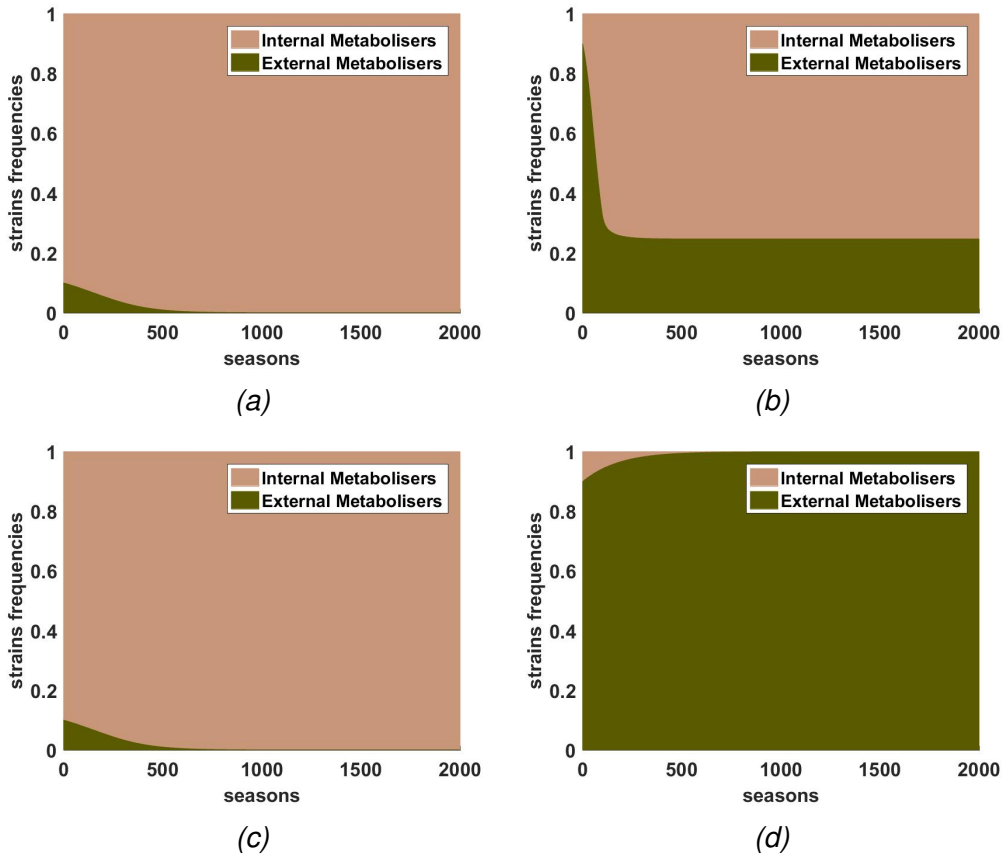 1
0.8
0.6
0.4
0.2
0
strains frequencies
Internal Metabolisers
External Metabolisers
0 500 1000 1500 2000
seasons
(a)
1
0.8
0.6
0.4
0.2
0
strains frequencies
Internal Metabolisers
External Metabolisers
0 500 1000 1500 2000
seasons
(b)
1
0.8
0.6
0.4
0.2
0
strains frequencies
Internal Metabolisers
External Metabolisers
0 500 1000 1500 2000
seasons
(c)
1
0.8
0.6
0.4
0.2
0
strains frequencies
Internal Metabolisers
External Metabolisers
0 500 1000 1500 2000
seasons
(d)